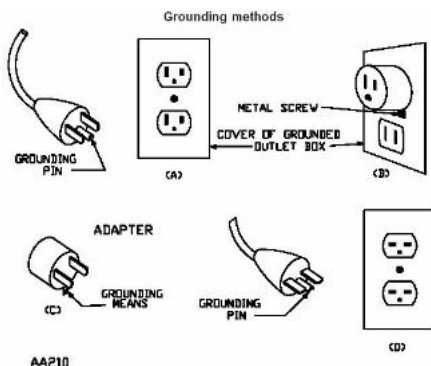 Grounding methods
METAL SCREW
GROUNDING
PIN
COVER OF GROUNDED
OUTLET BOX
(A)
(B)
ADAPTER
GROUNDING
MEANS
(C)
GROUNDING
PIN
(D)
AA210